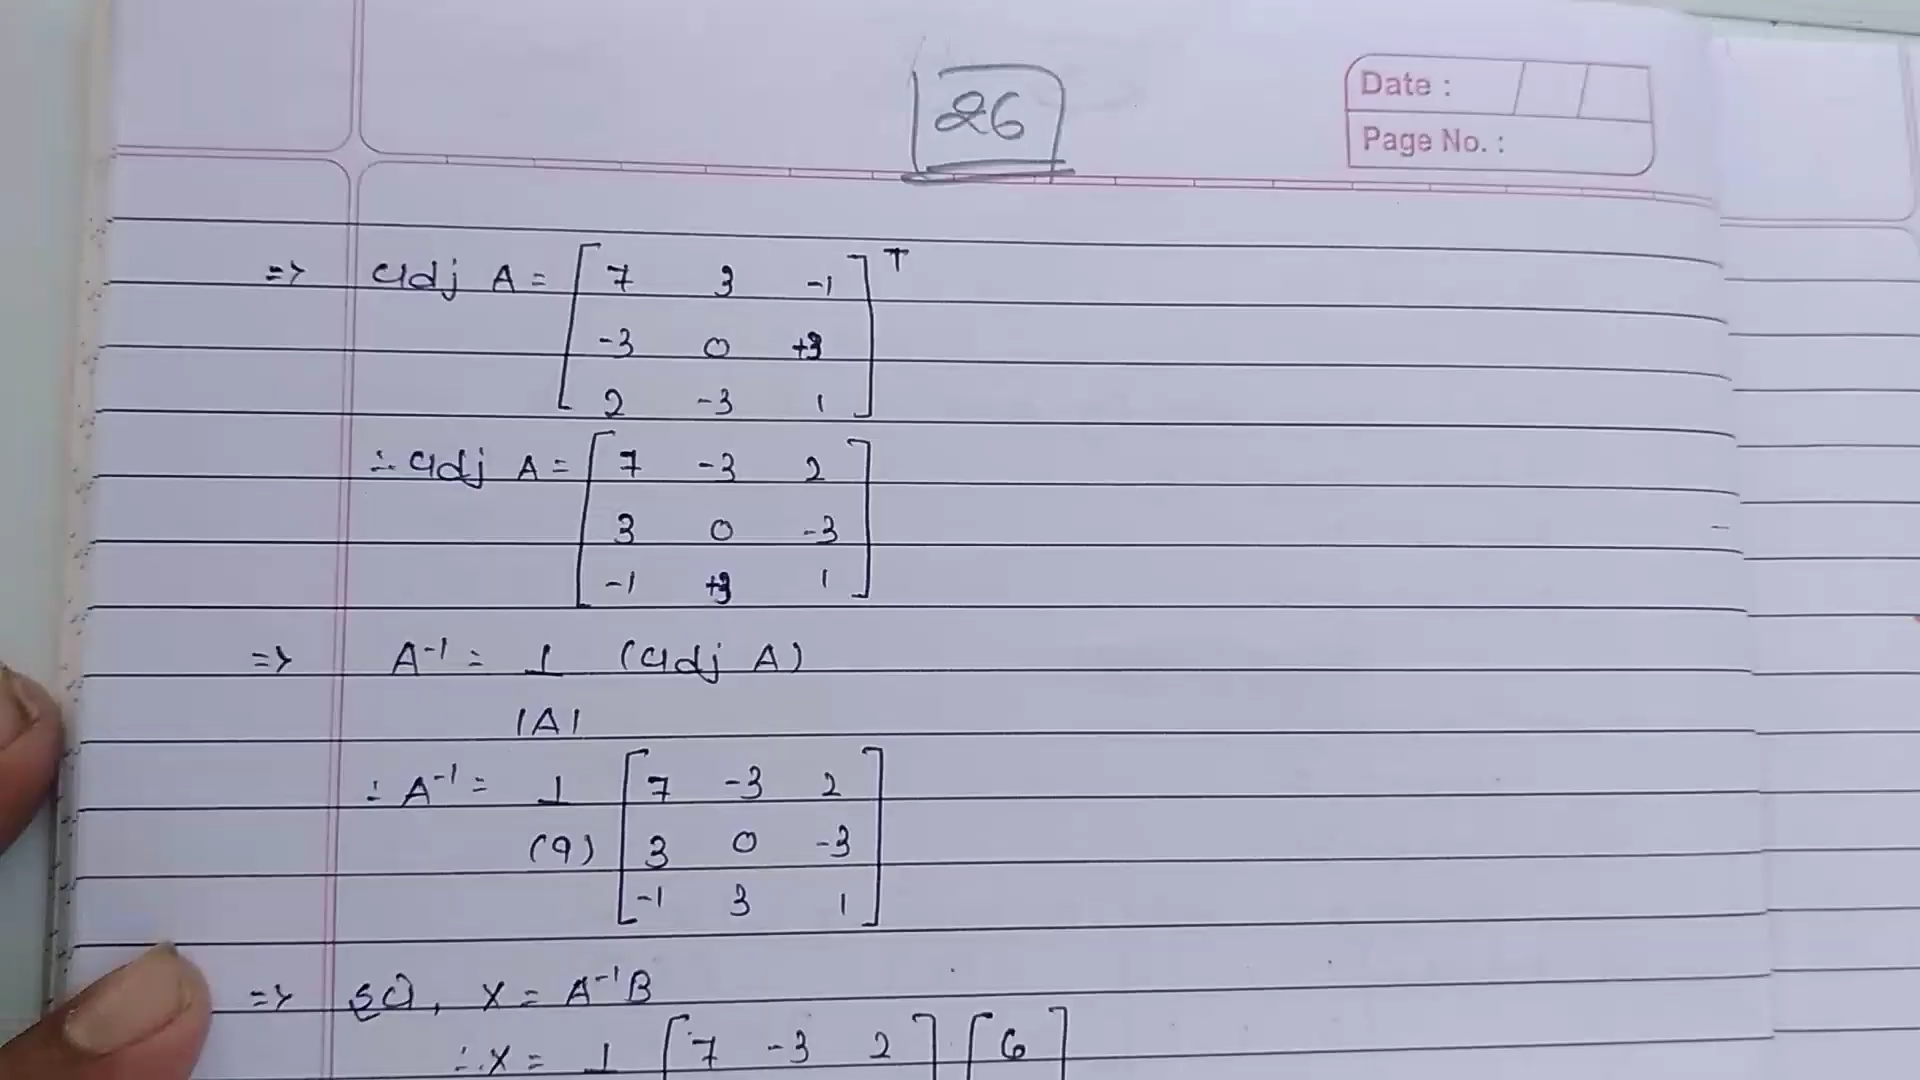 26
Date :
Page No. :
=> adj A = [ 7 3 -1 ]ᵀ
-3 0 +3
2 -3 1
∴ adj A = [ 7 -3 2 ]
3 0 -3
-1 +3 1
=> A⁻¹ = 1 (adj A)
|A|
∴ A⁻¹ = 1 [ 7 -3 2 ]
(9) 3 0 -3
-1 3 1
=> so, X = A⁻¹B
∴ X = 1 [ 7 -3 2 ] [ 6 ]